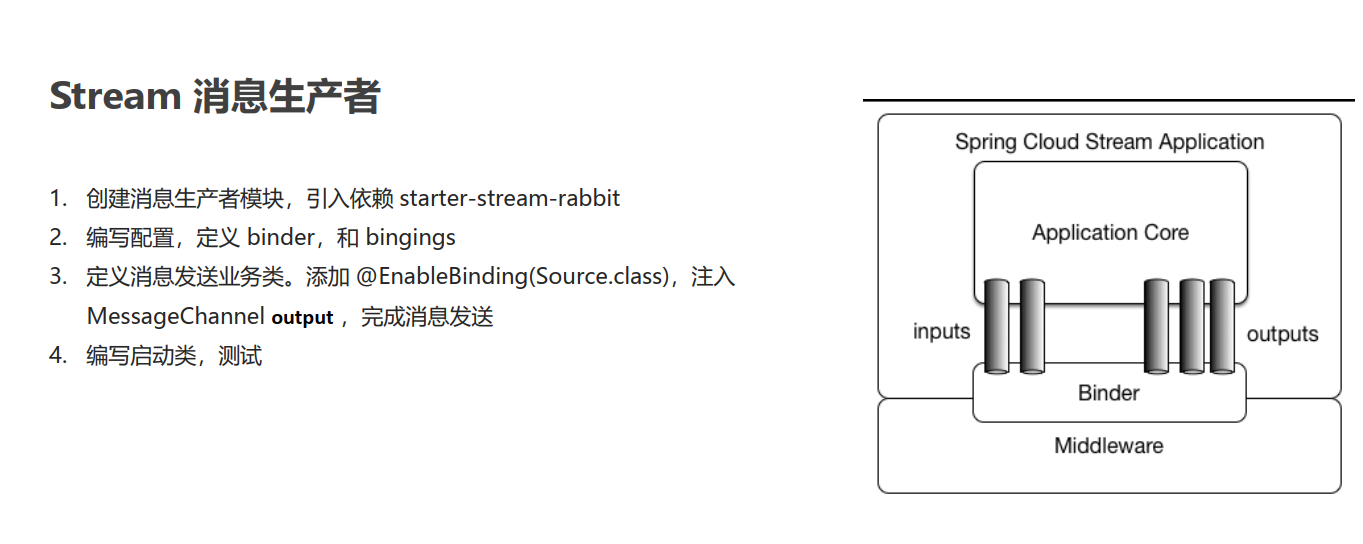 Stream 消息生产者
1. 创建消息生产者模块，引入依赖 starter-stream-rabbit
2. 编写配置，定义 binder，和 bingings
3. 定义消息发送业务类。添加 @EnableBinding(Source.class)，注入
MessageChannel output ，完成消息发送
4. 编写启动类，测试
Spring Cloud Stream Application
Application Core
inputs
outputs
Binder
Middleware